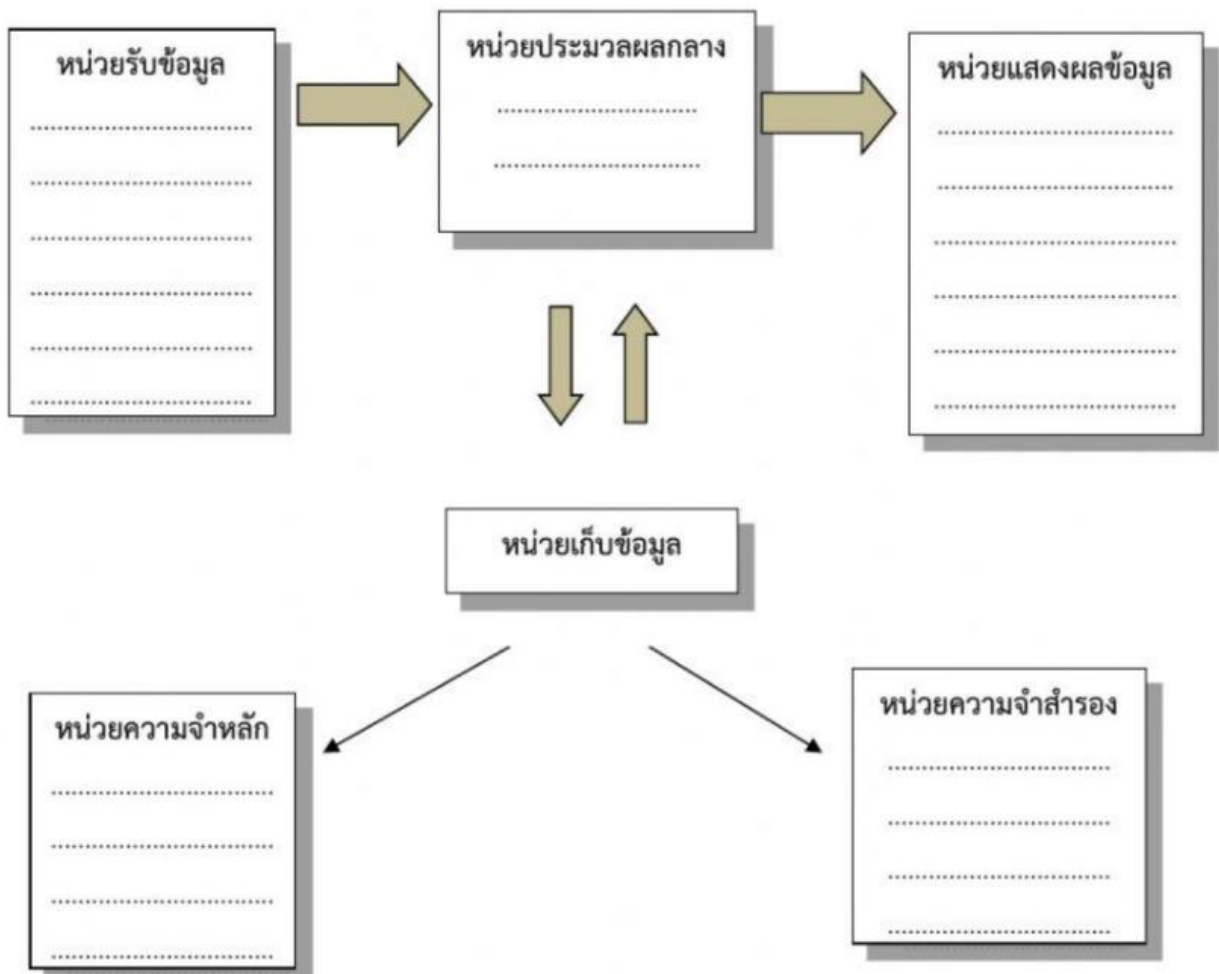 หน่วยรับข้อมูล
หน่วยประมวลผลกลาง
หน่วยแสดงผลข้อมูล
หน่วยเก็บข้อมูล
หน่วยความจำหลัก
หน่วยความจำสำรอง